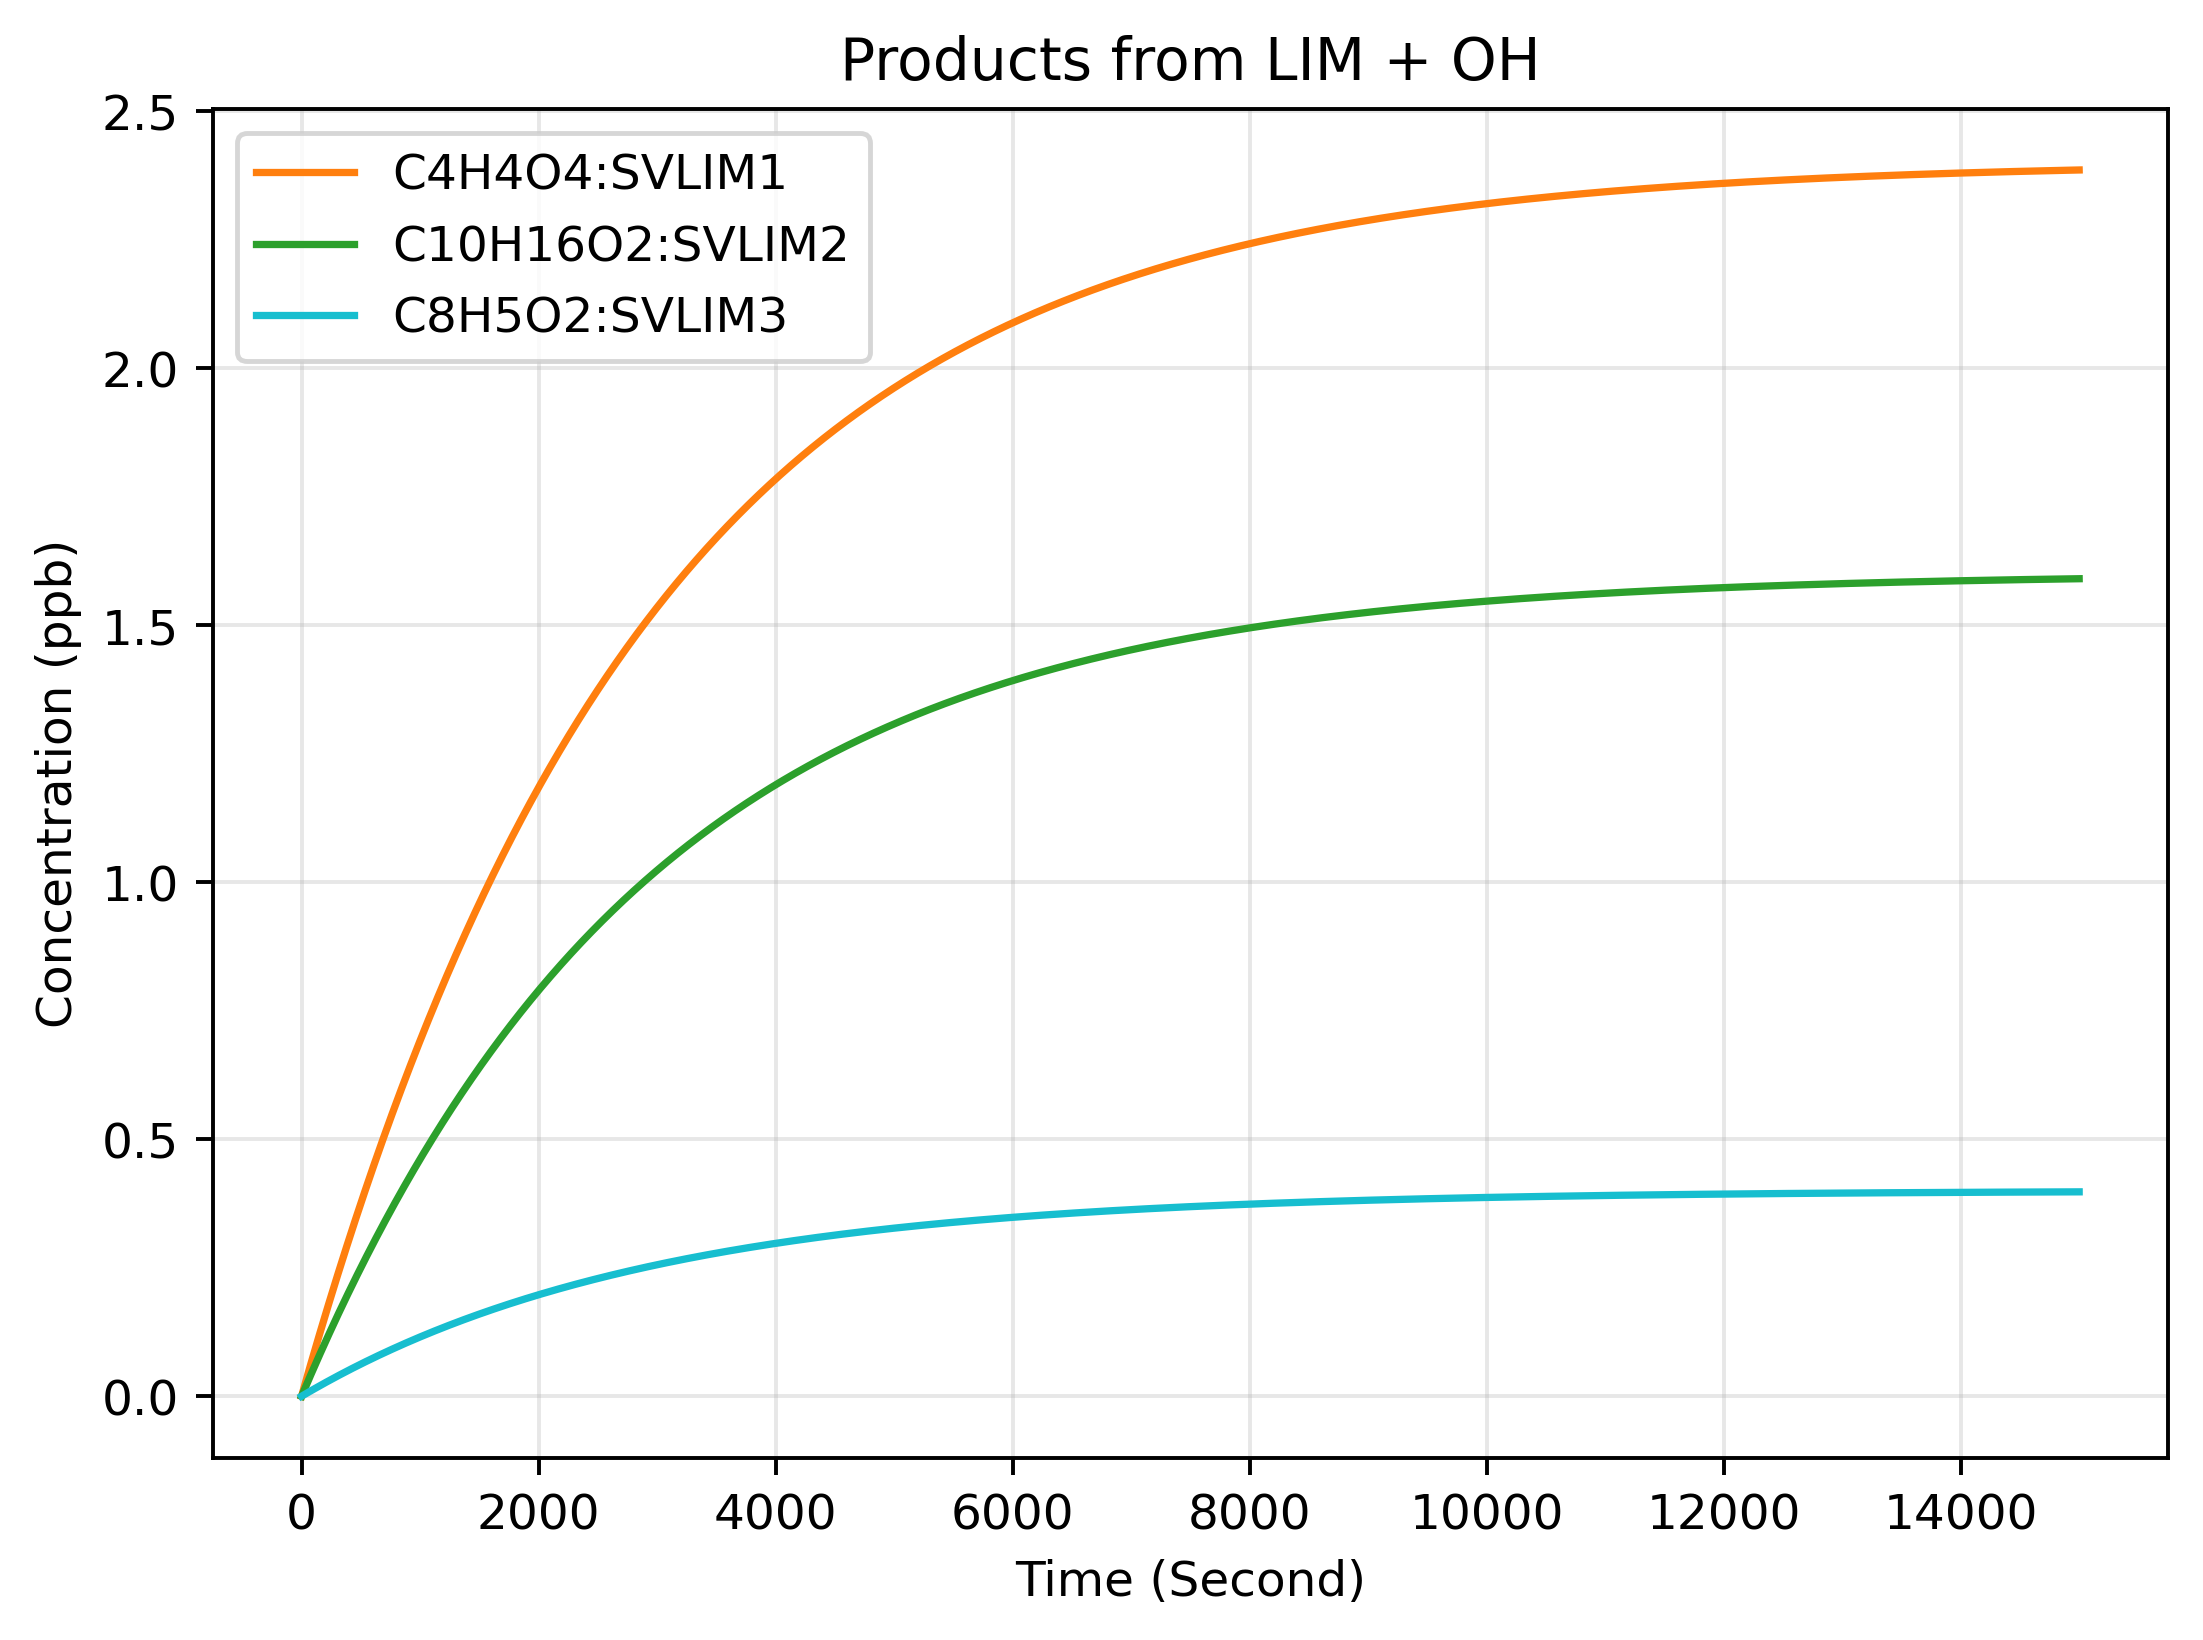 Products from LIM + OH
2.5
C4H4O4:SVLIM1
C10H16O2:SVLIM2
C8H5O2:SVLIM3
2.0
1.5
1.0
0.5
0.0
Concentration (ppb)
0 2000 4000 6000 8000 10000 12000 14000
Time (Second)